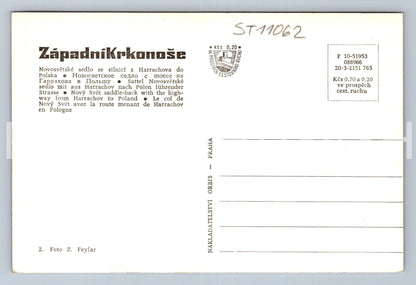 ST11062
★ Kčs 0,20 ★
F 10-51953
088966
20-3-2151 765
Kčs 0,70 a 0,20
ve prospěch
cest. ruchu
ZápadníKrkonoše
Novosvětské sedlo se silnicí z Harrachova do
Polska ● Новосветское седло с шоссе из
Гаррахова в Польшу ● Sattel Novosvětské
sedlo mit aus Harrachov nach Polen führender
Strasse ● Nový Svět saddle-back with the high-
way from Harrachov to Poland ● Le col de
Nový Svět avec la route menant de Harrachov
en Pologne
NAKLADATELSTVÍ ORBIS — PRAHA
2. Foto Z. Feyfar